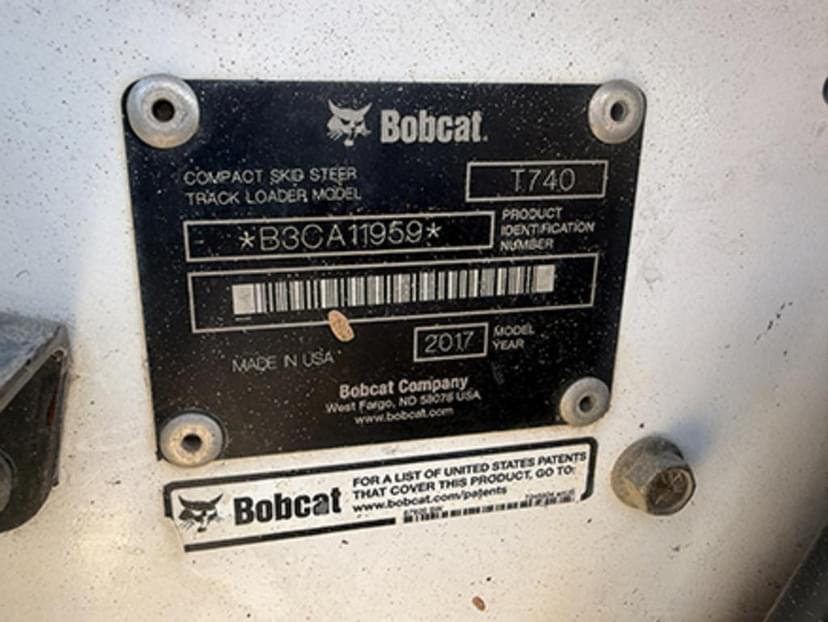 Bobcat
COMPACT SKID STEER
TRACK LOADER MODEL
T740
*B3CA11959*
PRODUCT
IDENTIFICATION
NUMBER
MADE IN USA
2017
MODEL
YEAR
Bobcat Company
West Fargo, ND 58078 USA
www.bobcat.com
Bobcat
FOR A LIST OF UNITED STATES PATENTS
THAT COVER THIS PRODUCT, GO TO:
www.bobcat.com/patents